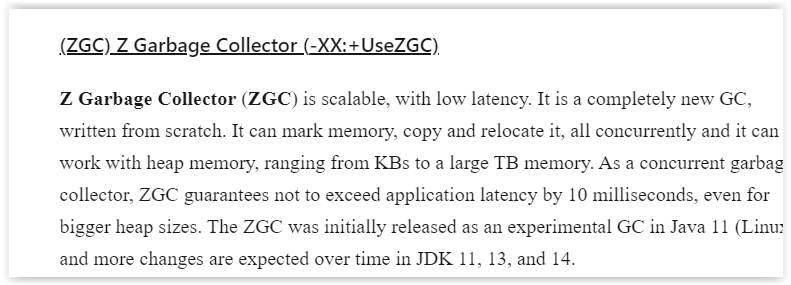 (ZGC) Z Garbage Collector (-XX:+UseZGC)
Z Garbage Collector (ZGC) is scalable, with low latency. It is a completely new GC,
written from scratch. It can mark memory, copy and relocate it, all concurrently and it can
work with heap memory, ranging from KBs to a large TB memory. As a concurrent garbag
collector, ZGC guarantees not to exceed application latency by 10 milliseconds, even for
bigger heap sizes. The ZGC was initially released as an experimental GC in Java 11 (Linux
and more changes are expected over time in JDK 11, 13, and 14.